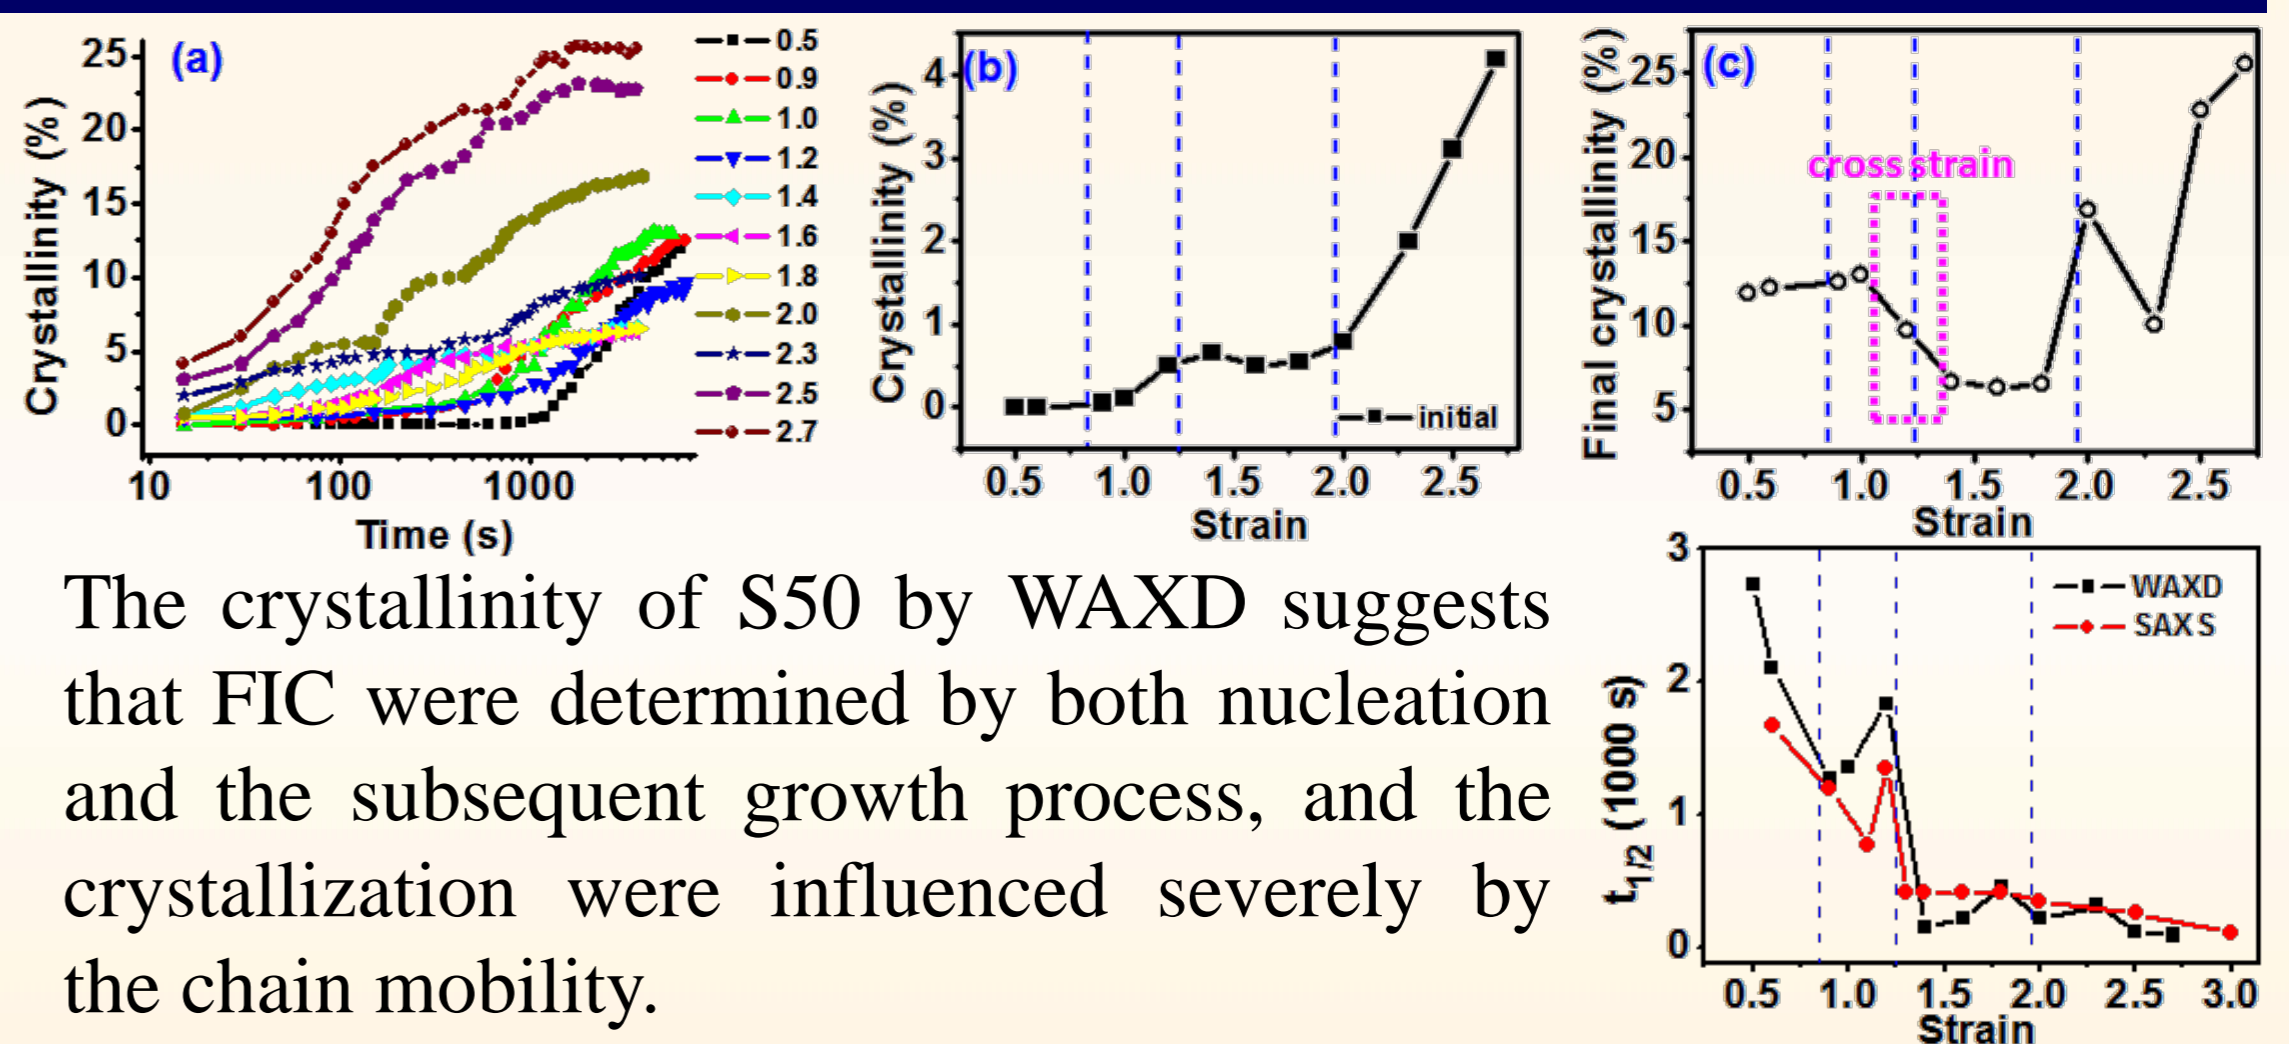 (a)
Crystallinity (%)
25
20
15
10
5
0
10 100 1000
Time (s)
0.5
0.9
1.0
1.2
1.4
1.6
1.8
2.0
2.3
2.5
2.7
(b)
Crystallinity (%)
4
3
2
1
0
initial
0.5 1.0 1.5 2.0 2.5
Strain
(c)
Final crystallinity (%)
25
20
15
10
5
cross strain
0.5 1.0 1.5 2.0 2.5
Strain
The crystallinity of S50 by WAXD suggests
that FIC were determined by both nucleation
and the subsequent growth process, and the
crystallization were influenced severely by
the chain mobility.
t1/2 (1000 s)
3
2
1
0
WAXD
SAXS
0.5 1.0 1.5 2.0 2.5 3.0
Strain